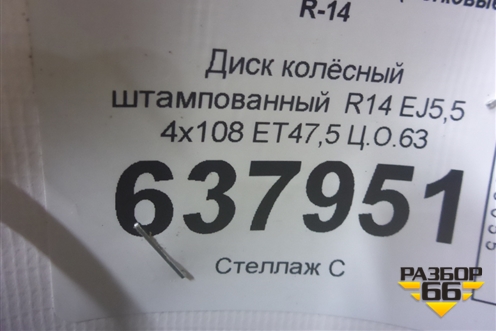 R-14
Диск колёсный
штампованный R14 EJ5,5
4x108 ET47,5 Ц.О.63
637951
Стеллаж С
РАЗБОР
66